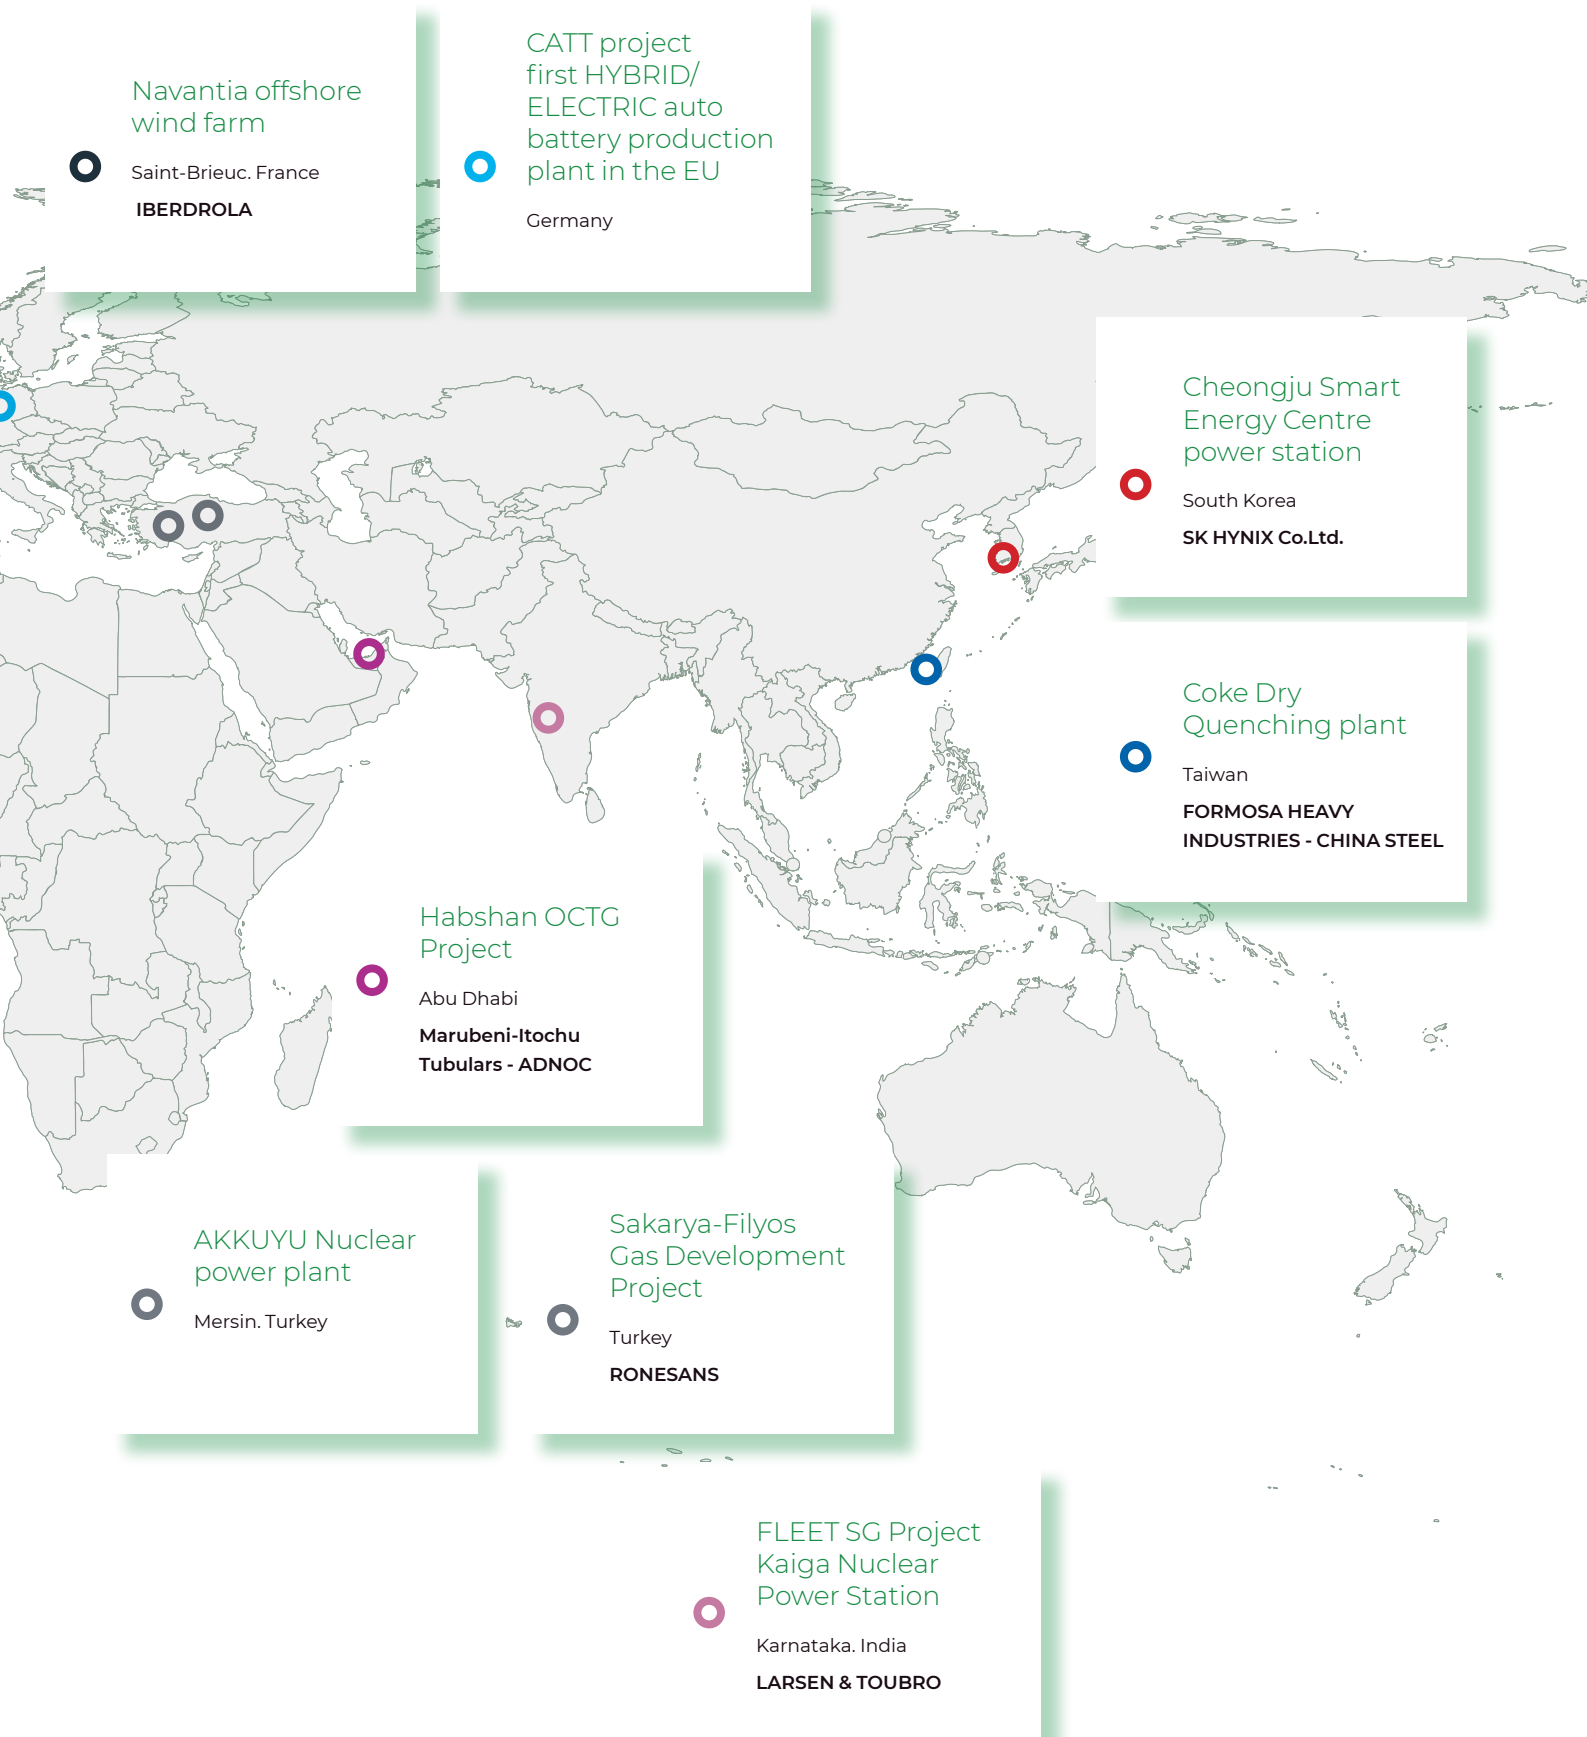 Navantia offshore
wind farm
Saint-Brieuc. France
IBERDROLA
CATT project
first HYBRID/
ELECTRIC auto
battery production
plant in the EU
Germany
Cheongju Smart
Energy Centre
power station
South Korea
SK HYNIX Co.Ltd.
Coke Dry
Quenching plant
Taiwan
FORMOSA HEAVY
INDUSTRIES - CHINA STEEL
Habshan OCTG
Project
Abu Dhabi
Marubeni-Itochu
Tubulars - ADNOC
AKKUYU Nuclear
power plant
Mersin. Turkey
Sakarya-Filyos
Gas Development
Project
Turkey
RONESANS
FLEET SG Project
Kaiga Nuclear
Power Station
Karnataka. India
LARSEN & TOUBRO